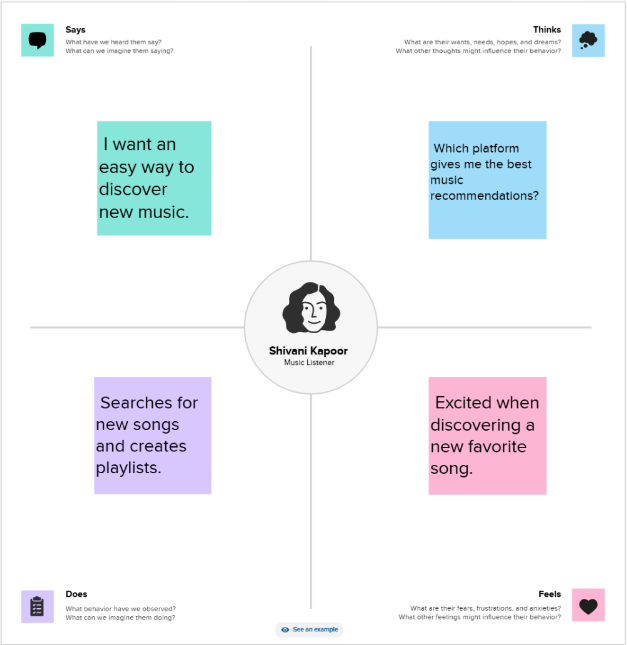 Says
What have we heard them say?
What can we imagine them saying?
Thinks
What are their wants, needs, hopes, and dreams?
What other thoughts might influence their behavior?
I want an
easy way to
discover
new music.
Which platform
gives me the best
music
recommendations?
Shivani Kapoor
Music Listener
Searches for
new songs
and creates
playlists.
Excited when
discovering a
new favorite
song.
Does
What behavior have we observed?
What can we imagine them doing?
Feels
What are their fears, frustrations, and anxieties?
What other feelings might influence their behavior?
See an example